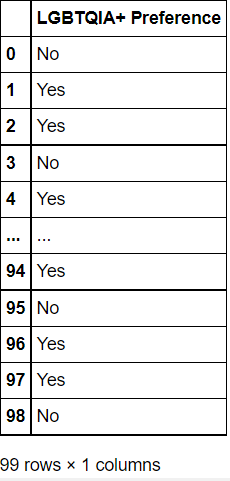 LGBTQIA+ Preference
0 No
1 Yes
2 Yes
3 No
4 Yes
... ...
94 Yes
95 No
96 Yes
97 Yes
98 No
99 rows × 1 columns